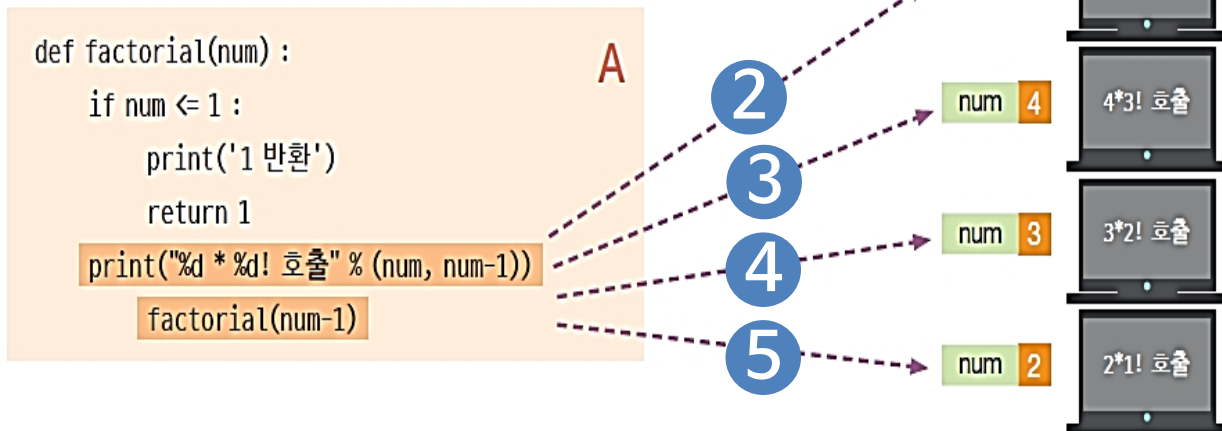 def factorial(num) :
if num <= 1 :
print('1 반환')
return 1
print("%d * %d! 호출" % (num, num-1))
factorial(num-1)
A
2
3
4
5
num 4
4*3! 호출
num 3
3*2! 호출
num 2
2*1! 호출